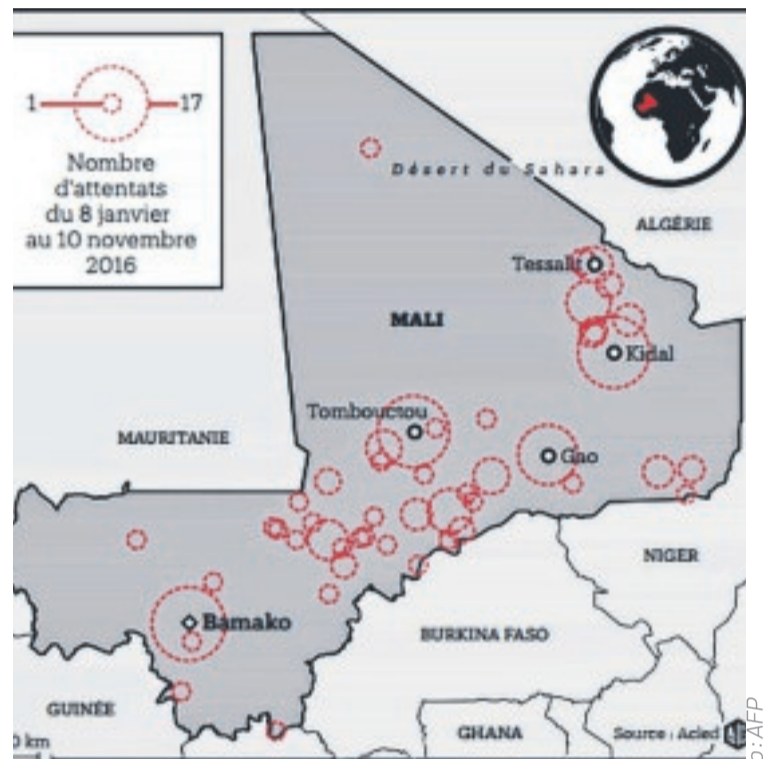 1 17
Nombre
d'attentats
du 8 janvier
au 10 novembre
2016
Désert du Sahara
ALGÉRIE
Tessalit
MALI
Kidal
Tombouctou
MAURITANIE
Gao
NIGER
Bamako
BURKINA FASO
GUINÉE
GHANA
Source : Acled
km
: AFP